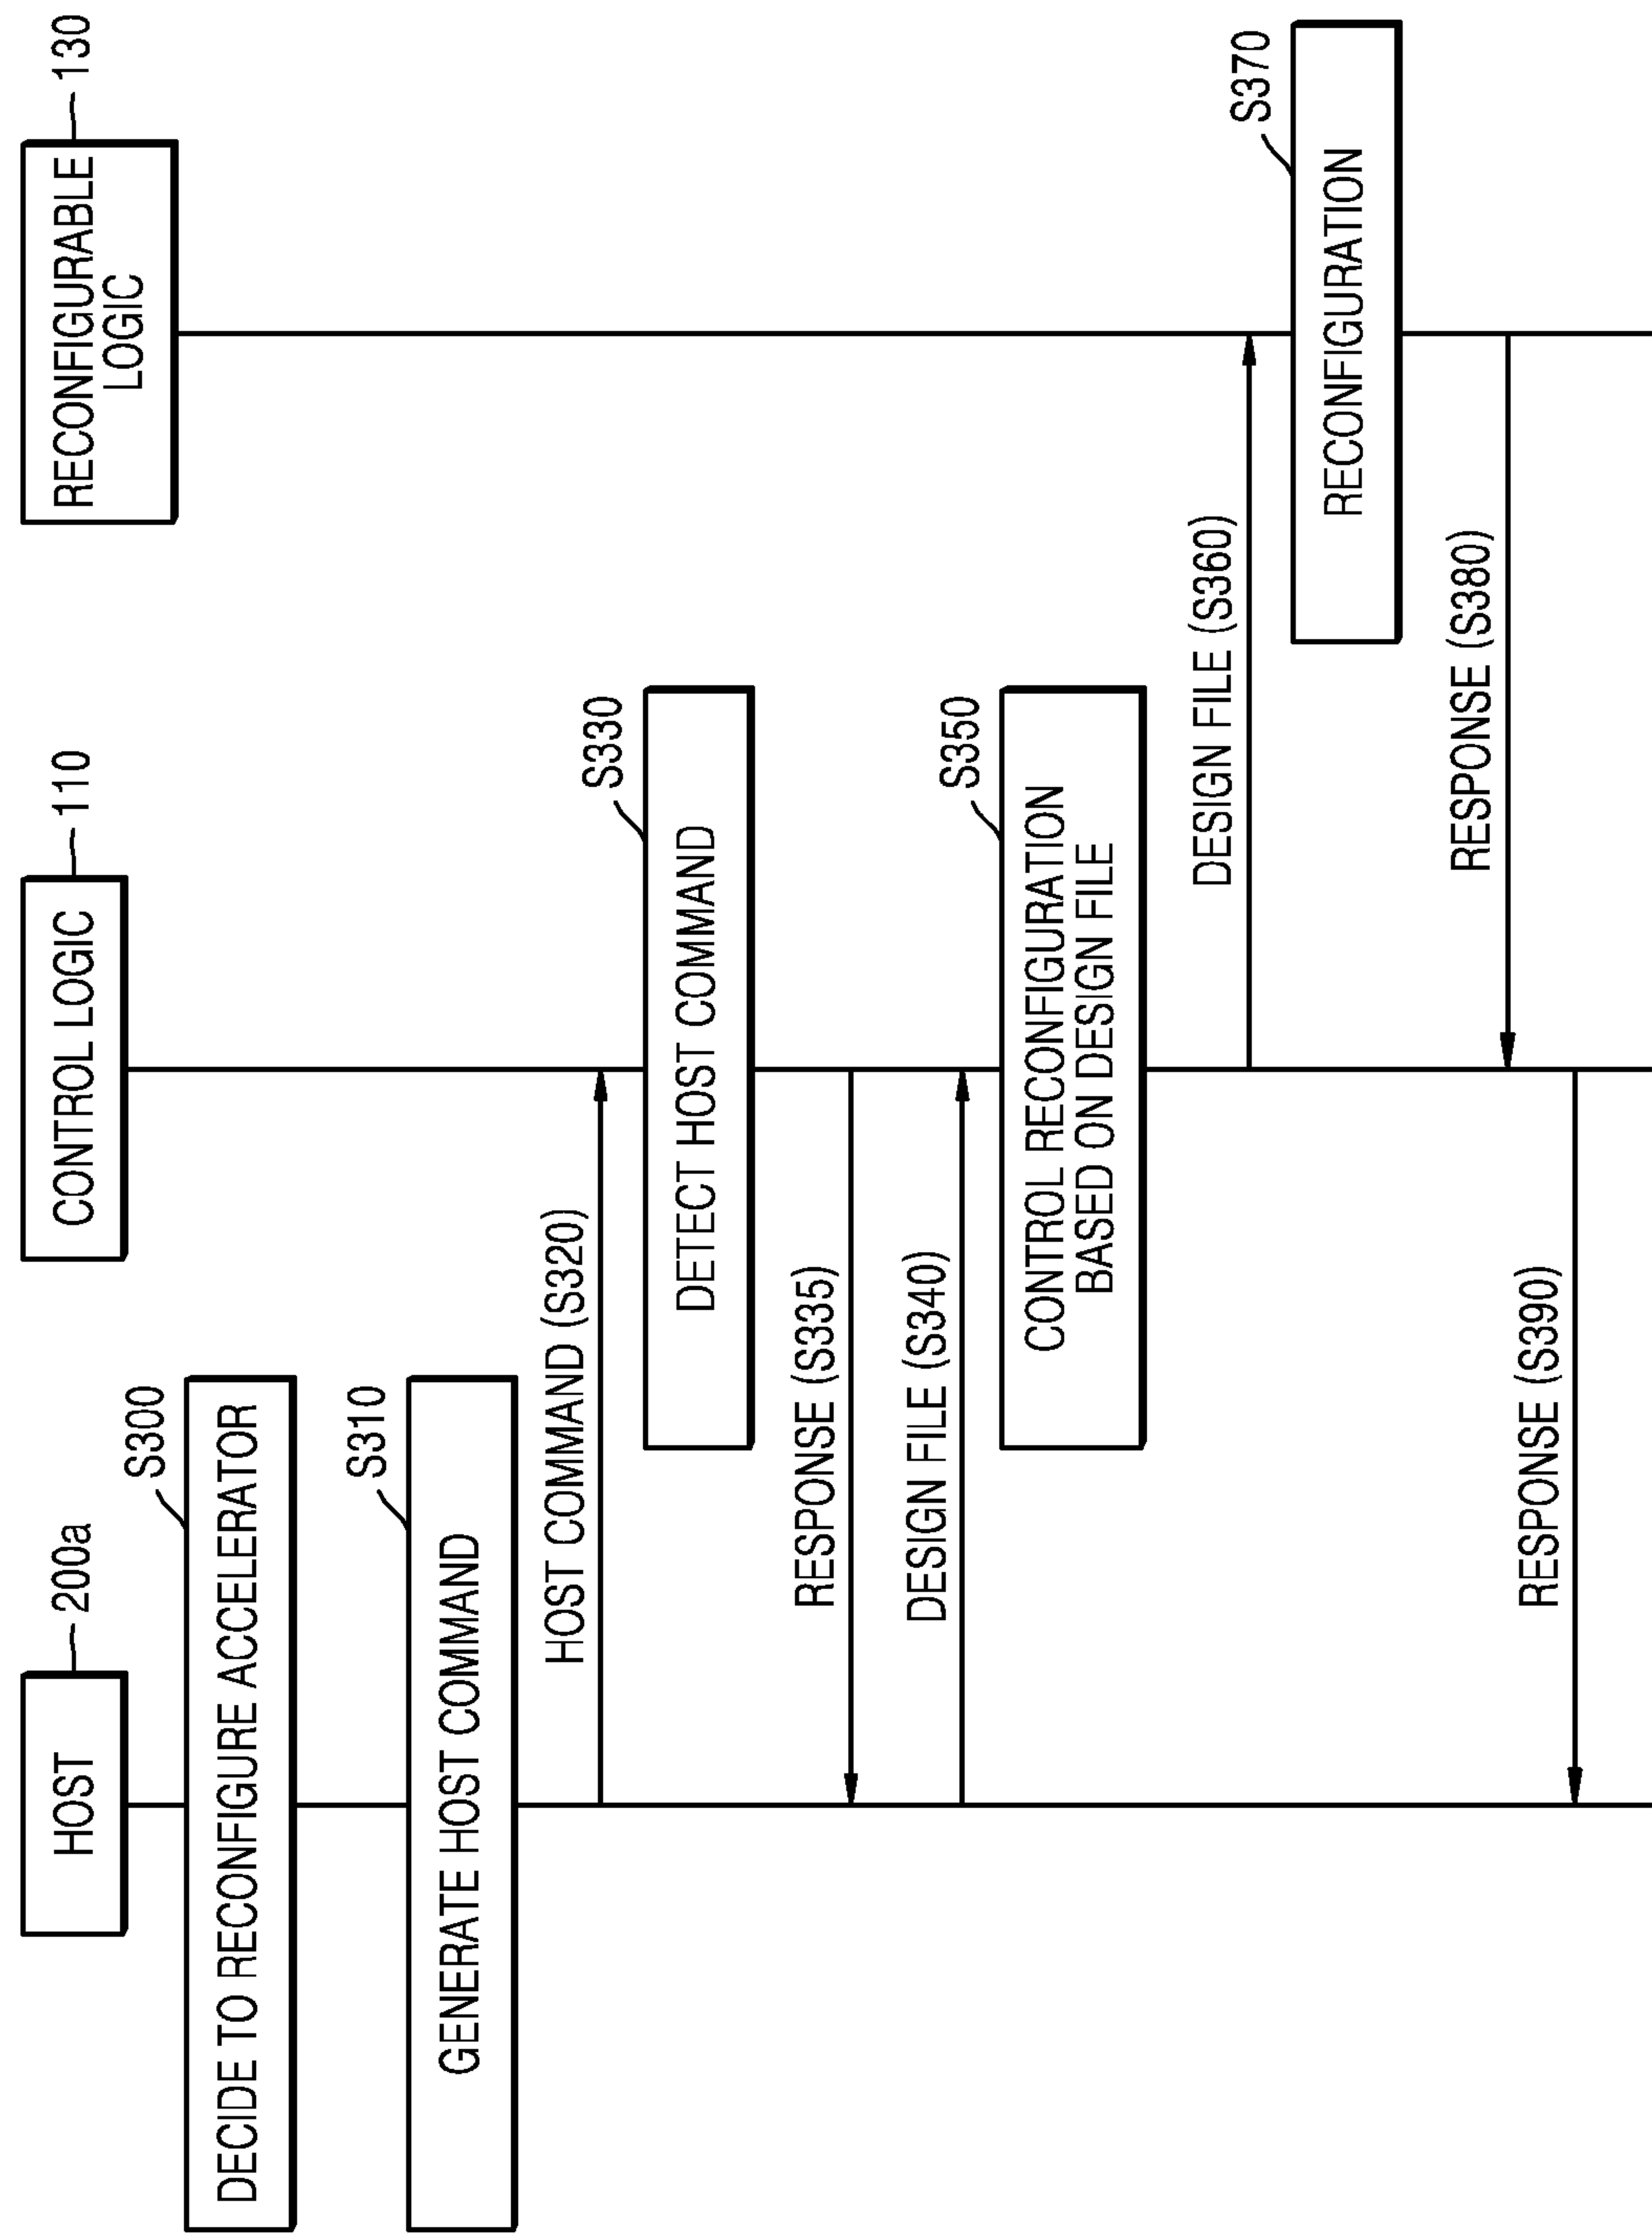 HOST
200a
CONTROL LOGIC
110
RECONFIGURABLE
LOGIC
130
S300
DECIDE TO RECONFIGURE ACCELERATOR
S310
GENERATE HOST COMMAND
HOST COMMAND (S320)
S330
DETECT HOST COMMAND
RESPONSE (S335)
DESIGN FILE (S340)
S350
CONTROL RECONFIGURATION
BASED ON DESIGN FILE
DESIGN FILE (S360)
S370
RECONFIGURATION
RESPONSE (S380)
RESPONSE (S390)